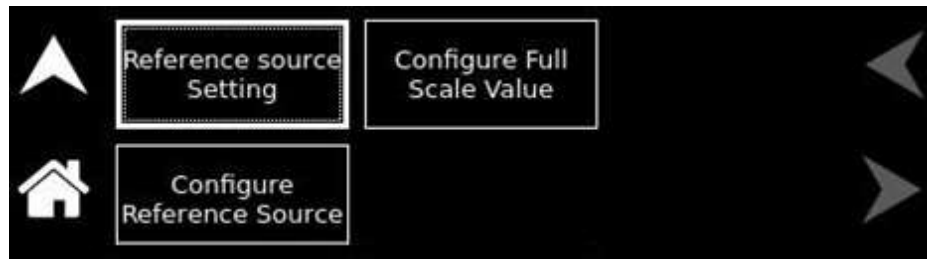 Reference source
Setting
Configure Full
Scale Value
Configure
Reference Source